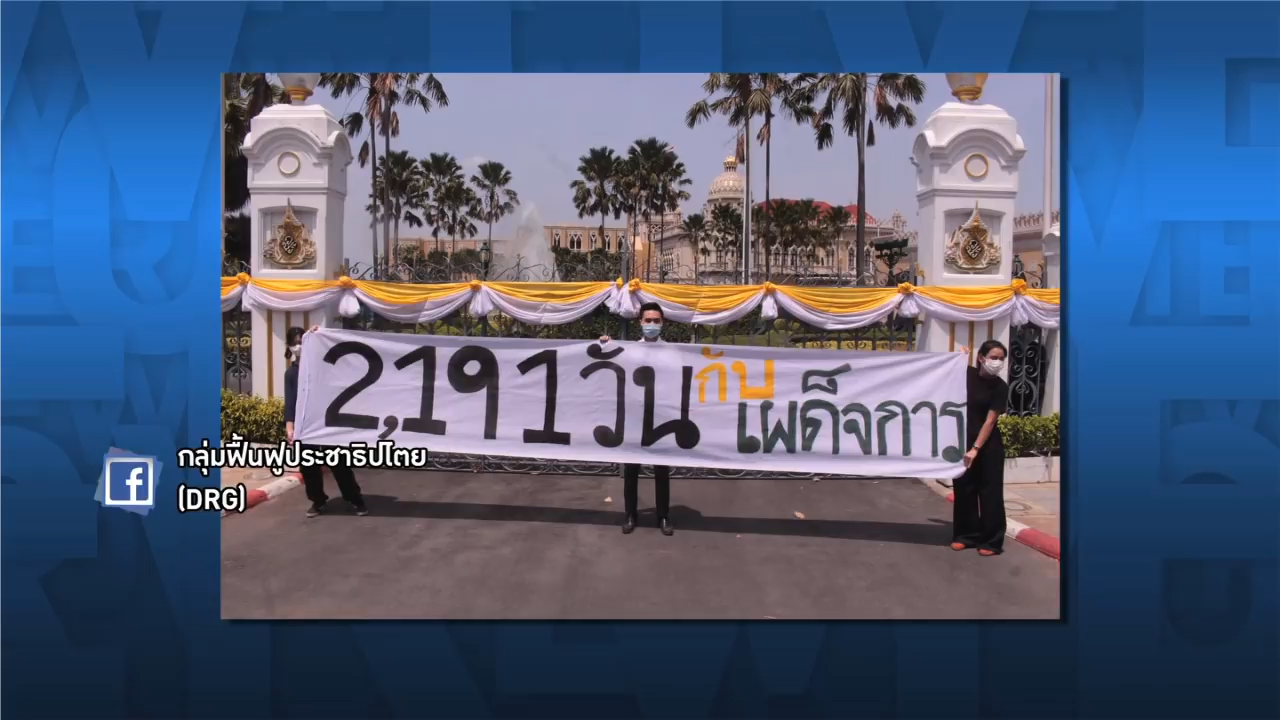 2,191 วัน กับ เผด็จการ
กลุ่มฟื้นฟูประชาธิปไตย
(DRG)